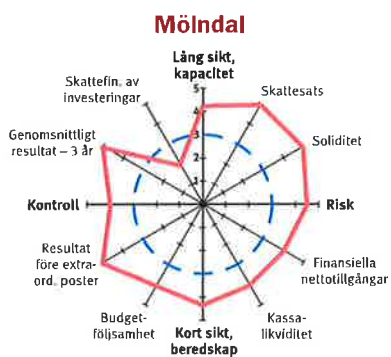 Mölndal
Lång sikt,
kapacitet
Skattefin. av
investeringar
Skattesats
Genomsnittligt
resultat – 3 år
Soliditet
5
4
3
2
1
Kontroll
Risk
Resultat
före extra-
ord. poster
Finansiella
nettotillgångar
Budget-
följsamhet
Kassa-
likviditet
Kort sikt,
beredskap